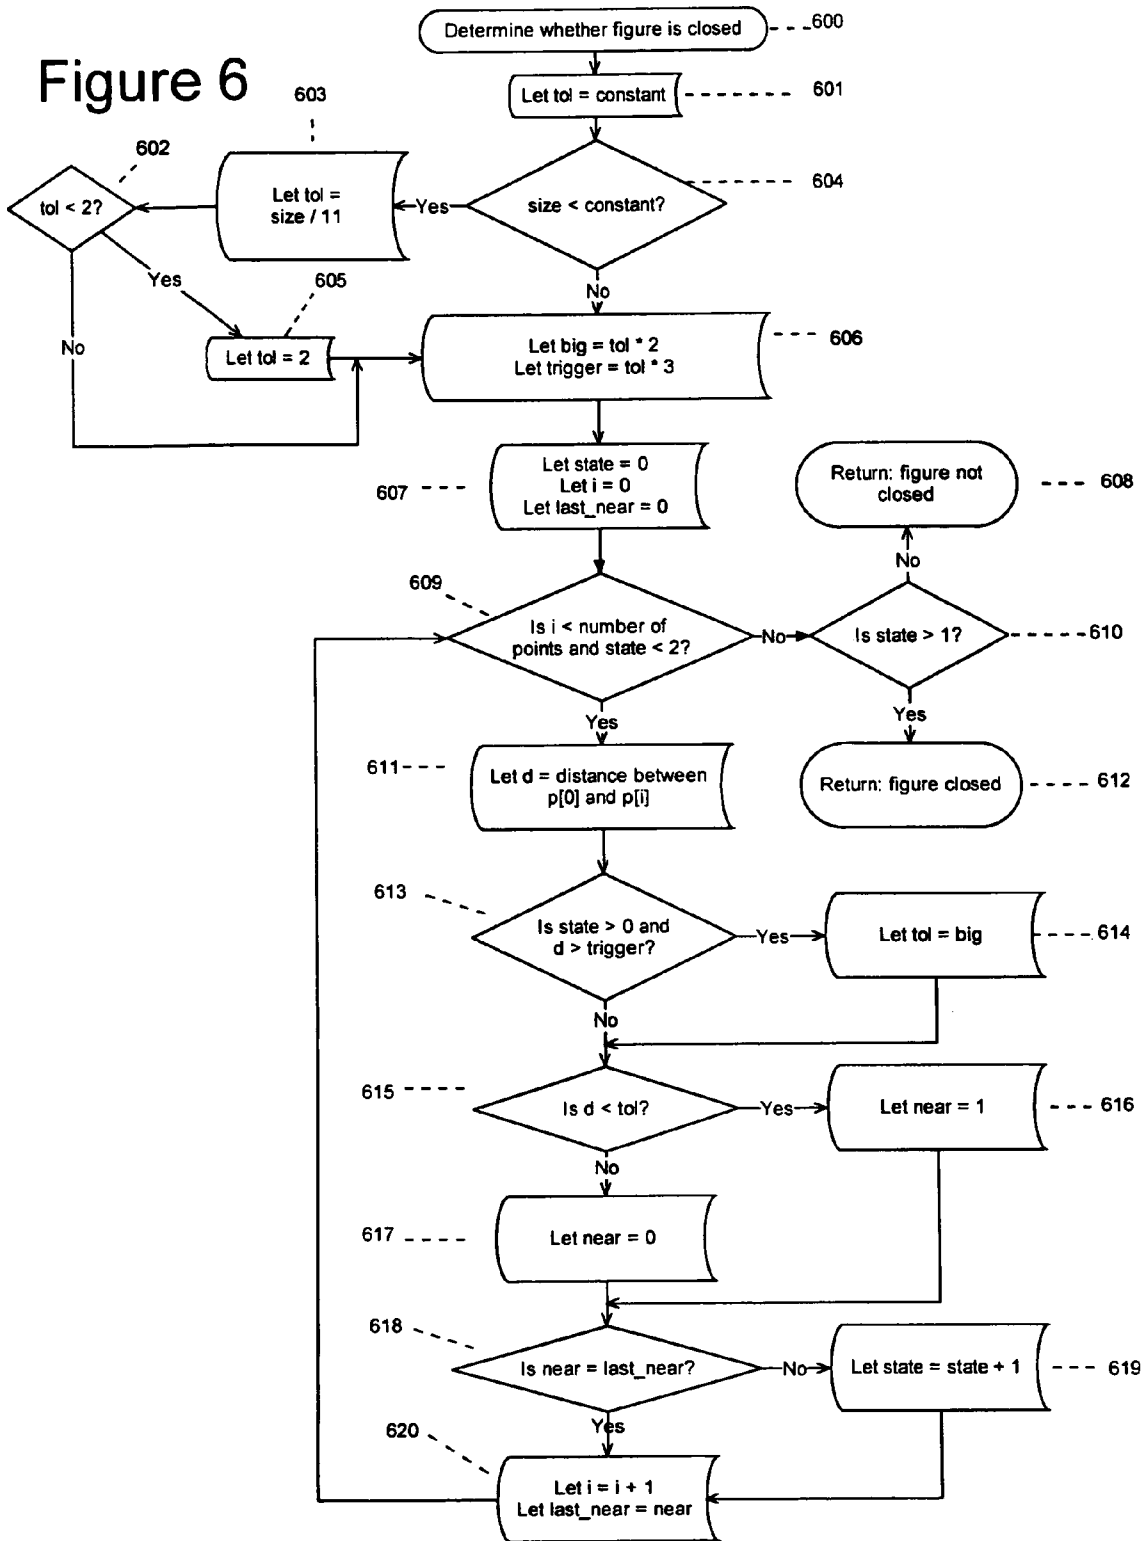 Figure 6
Determine whether figure is closed
600
Let tol = constant
601
603
602
tol < 2?
Let tol =
size / 11
Yes
size < constant?
604
Yes
605
No
No
Let tol = 2
Let big = tol * 2
Let trigger = tol * 3
606
Let state = 0
Let i = 0
Let last_near = 0
607
Return: figure not
closed
608
No
609
Is i < number of
points and state < 2?
No
Is state > 1?
610
Yes
Yes
611
Let d = distance between
p[0] and p[i]
Return: figure closed
612
613
Is state > 0 and
d > trigger?
Yes
Let tol = big
614
No
615
Is d < tol?
Yes
Let near = 1
616
No
617
Let near = 0
618
Is near = last_near?
No
Let state = state + 1
619
Yes
620
Let i = i + 1
Let last_near = near